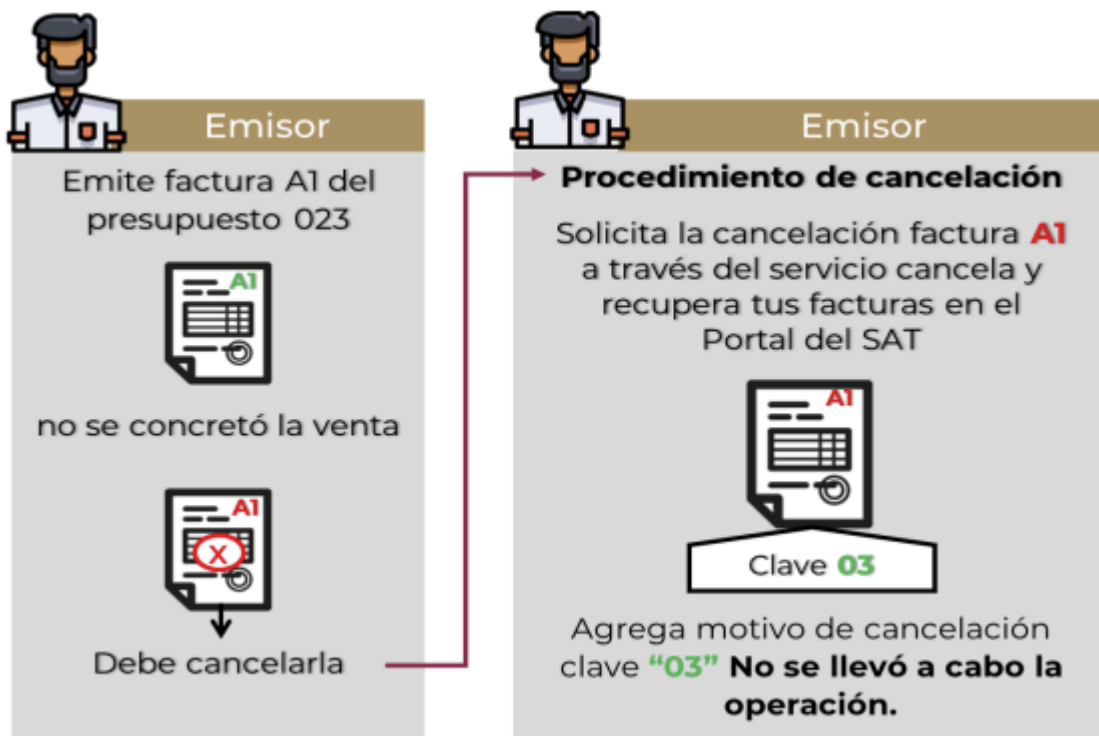 Emisor
Emite factura A1 del
presupuesto 023
A1
no se concretó la venta
A1
X
Debe cancelarla
Emisor
Procedimiento de cancelación
Solicita la cancelación factura A1
a través del servicio cancela y
recupera tus facturas en el
Portal del SAT
A1
Clave 03
Agrega motivo de cancelación
clave “03” No se llevó a cabo la
operación.